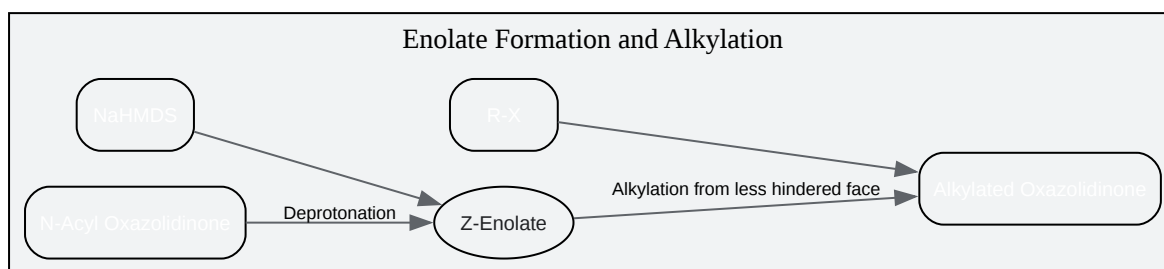 Enolate Formation and Alkylation
NaHMDS
R-X
N-Acyl Oxazolidinone
Deprotonation
Z-Enolate
Alkylation from less hindered face
Alkylated Oxazolidinone